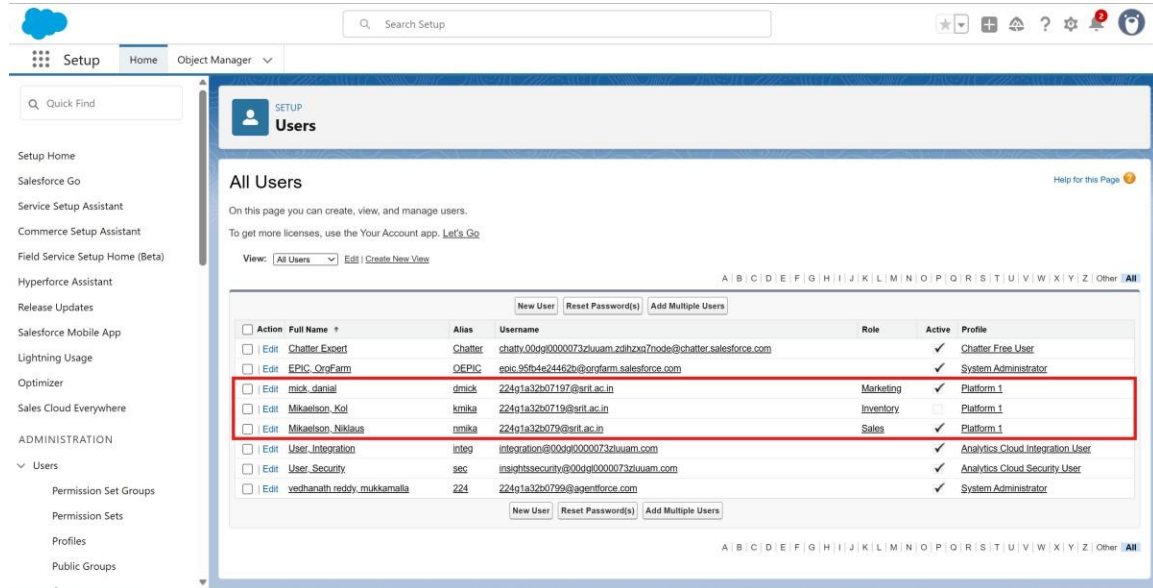 Search Setup
2
Setup Home Object Manager
Quick Find
Setup Home
Salesforce Go
Service Setup Assistant
Commerce Setup Assistant
Field Service Setup Home (Beta)
Hyperforce Assistant
Release Updates
Salesforce Mobile App
Lightning Usage
Optimizer
Sales Cloud Everywhere
ADMINISTRATION
Users
Permission Set Groups
Permission Sets
Profiles
Public Groups
SETUP
Users
All Users
Help for this Page ?
On this page you can create, view, and manage users.
To get more licenses, use the Your Account app. Let's Go
View: All Users Edit | Create New View
A | B | C | D | E | F | G | H | I | J | K | L | M | N | O | P | Q | R | S | T | U | V | W | X | Y | Z | Other All
New User Reset Password(s) Add Multiple Users
Action Full Name ↑ Alias Username Role Active Profile
| Edit Chatter Expert Chatter chatty.00dgl0000073zluuam.zdihzxq7node@chatter.salesforce.com ✓ Chatter Free User
| Edit EPIC, OrgFarm OEPIC epic.95fb4e24462b@orgfarm.salesforce.com ✓ System Administrator
| Edit mick, danial dmick 224g1a32b07197@srit.ac.in Marketing ✓ Platform 1
| Edit Mikaelson, Kol kmika 224g1a32b0719@srit.ac.in Inventory Platform 1
| Edit Mikaelson, Niklaus nmika 224g1a32b079@srit.ac.in Sales ✓ Platform 1
| Edit User, Integration integ integration@00dgl0000073zluuam.com ✓ Analytics Cloud Integration User
| Edit User, Security sec insightssecurity@00dgl0000073zluuam.com ✓ Analytics Cloud Security User
| Edit vedhanath reddy, mukkamalla 224 224g1a32b0799@agentforce.com ✓ System Administrator
New User Reset Password(s) Add Multiple Users
A | B | C | D | E | F | G | H | I | J | K | L | M | N | O | P | Q | R | S | T | U | V | W | X | Y | Z | Other All